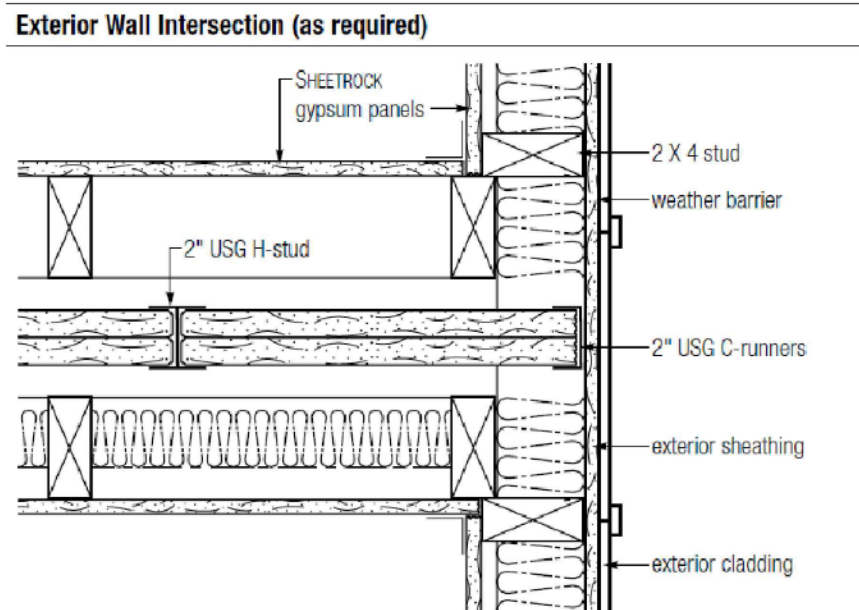 Exterior Wall Intersection (as required)
SHEETROCK
gypsum panels
2 X 4 stud
weather barrier
2" USG H-stud
2" USG C-runners
exterior sheathing
exterior cladding